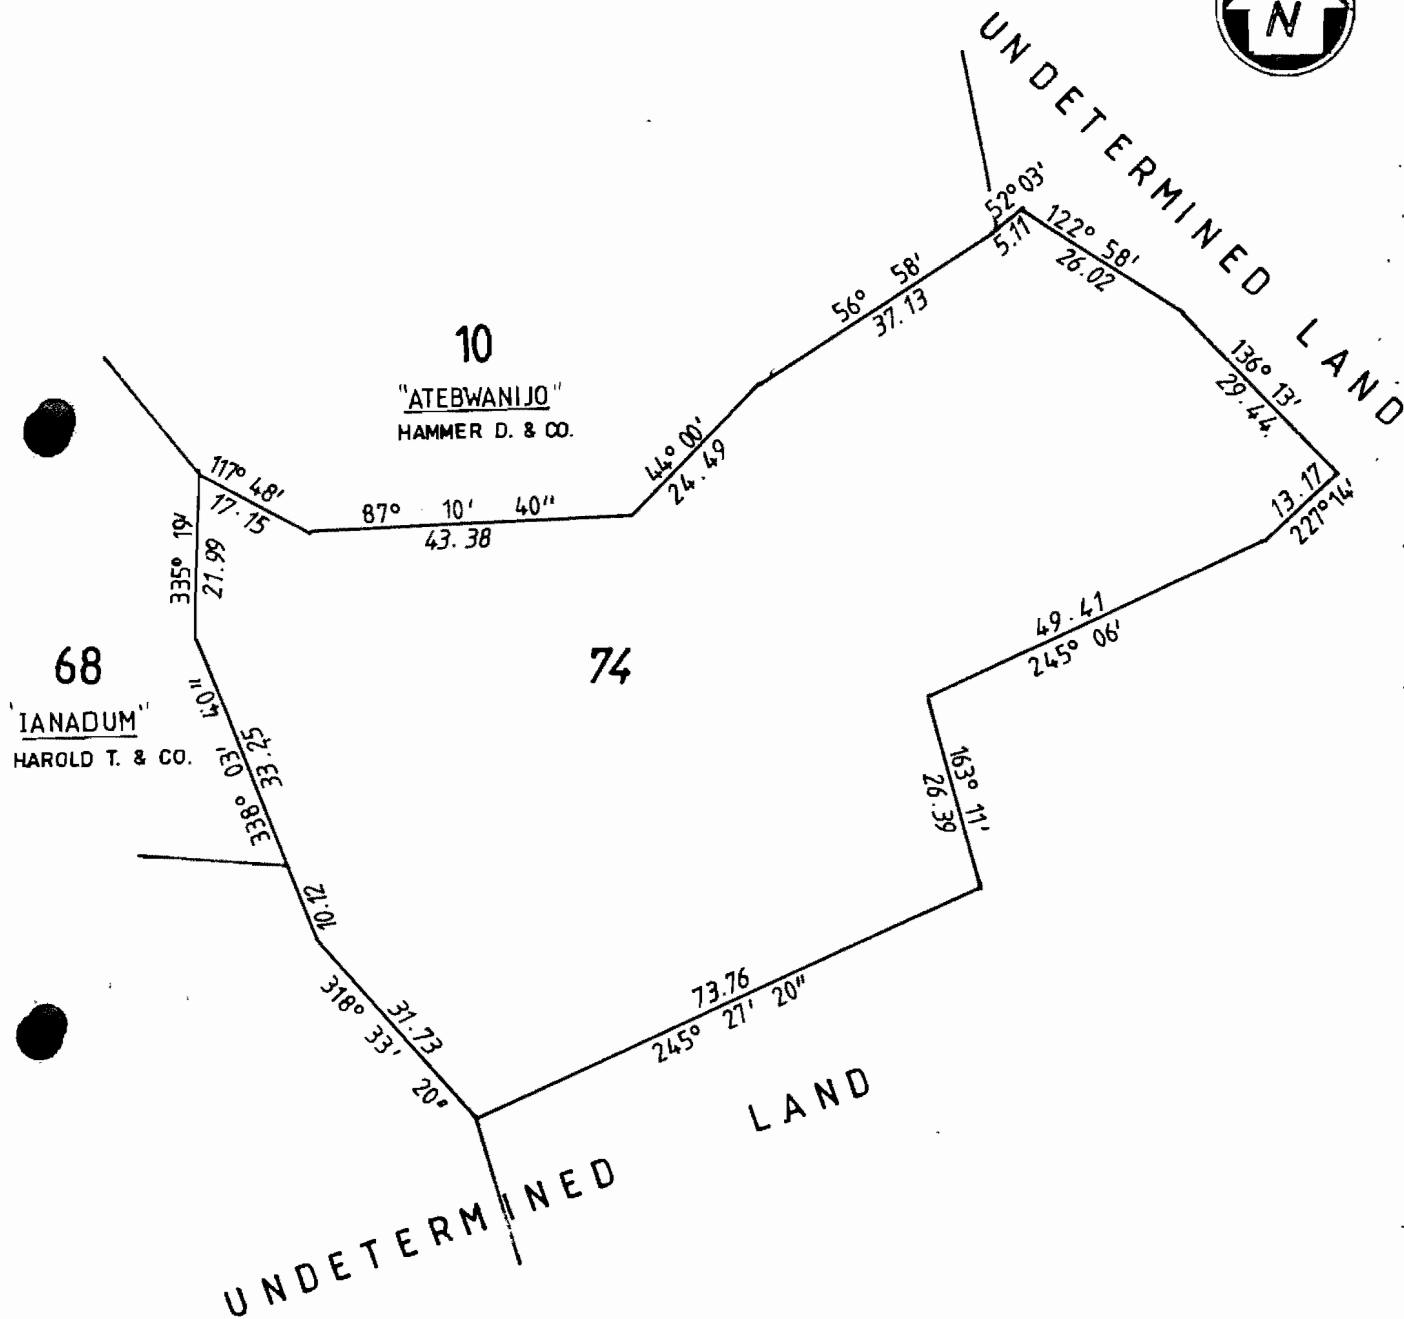 N
UNDETERMINED LAND
52° 03'
5.11
122° 58'
26.02
56° 58'
37.13
136° 13'
29.44.
10
"ATEBWANIJO"
HAMMER D. & CO.
44° 00'
24.49
117° 48'
17.15
87° 10' 40"
43.38
13.17
227° 14'
335° 19'
21.99
49.41
245° 06'
68
"IANADUM"
HAROLD T. & CO.
74
338° 03' 40"
33.25
163° 11'
26.39
10.12
318° 33' 20"
31.73
73.76
245° 27' 20"
UNDETERMINED LAND